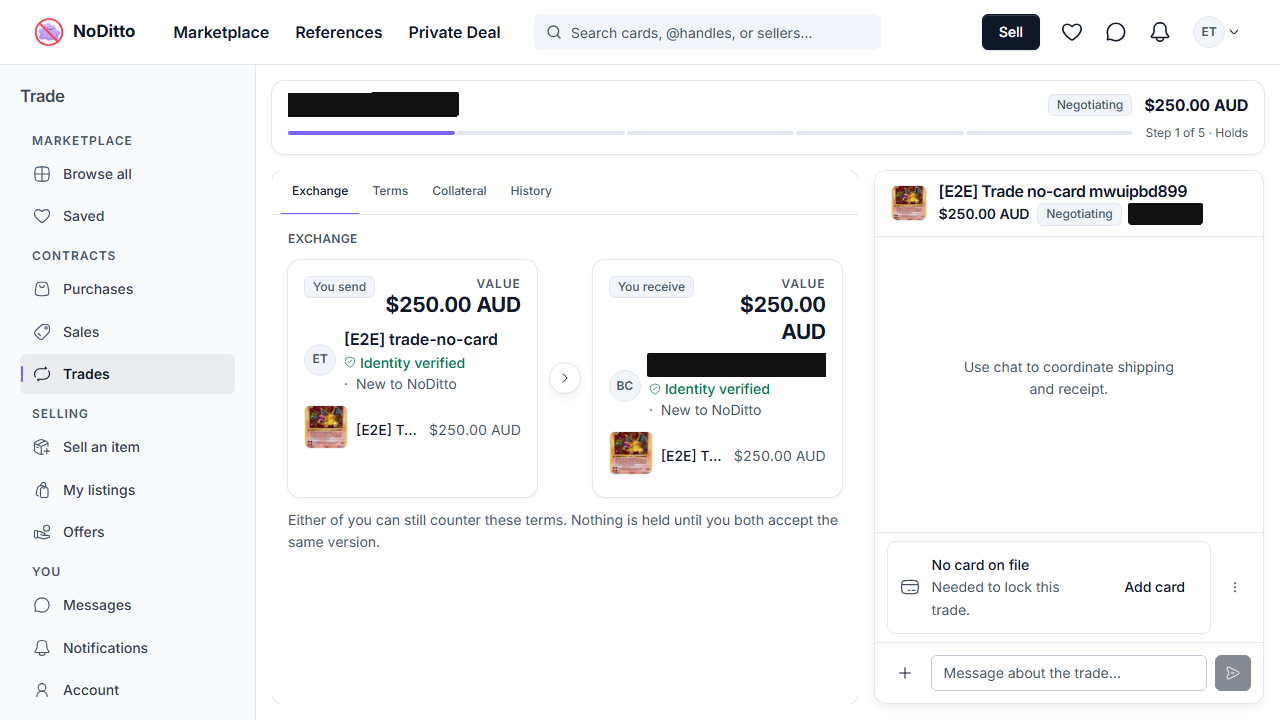 NoDitto
Marketplace
References
Private Deal
Search cards, @handles, or sellers...
Sell
ET
Trade
MARKETPLACE
Browse all
Saved
CONTRACTS
Purchases
Sales
Trades
SELLING
Sell an item
My listings
Offers
YOU
Messages
Notifications
Account
Negotiating
$250.00 AUD
Step 1 of 5 · Holds
Exchange
Terms
Collateral
History
EXCHANGE
You send
VALUE
$250.00 AUD
ET
[E2E] trade-no-card
Identity verified
· New to NoDitto
[E2E] T...
$250.00 AUD
You receive
VALUE
$250.00
AUD
BC
Identity verified
· New to NoDitto
[E2E] T...
$250.00 AUD
Either of you can still counter these terms. Nothing is held until you both accept the
same version.
[E2E] Trade no-card mwuipbd899
$250.00 AUD
Negotiating
Use chat to coordinate shipping
and receipt.
No card on file
Needed to lock this
trade.
Add card
Message about the trade...